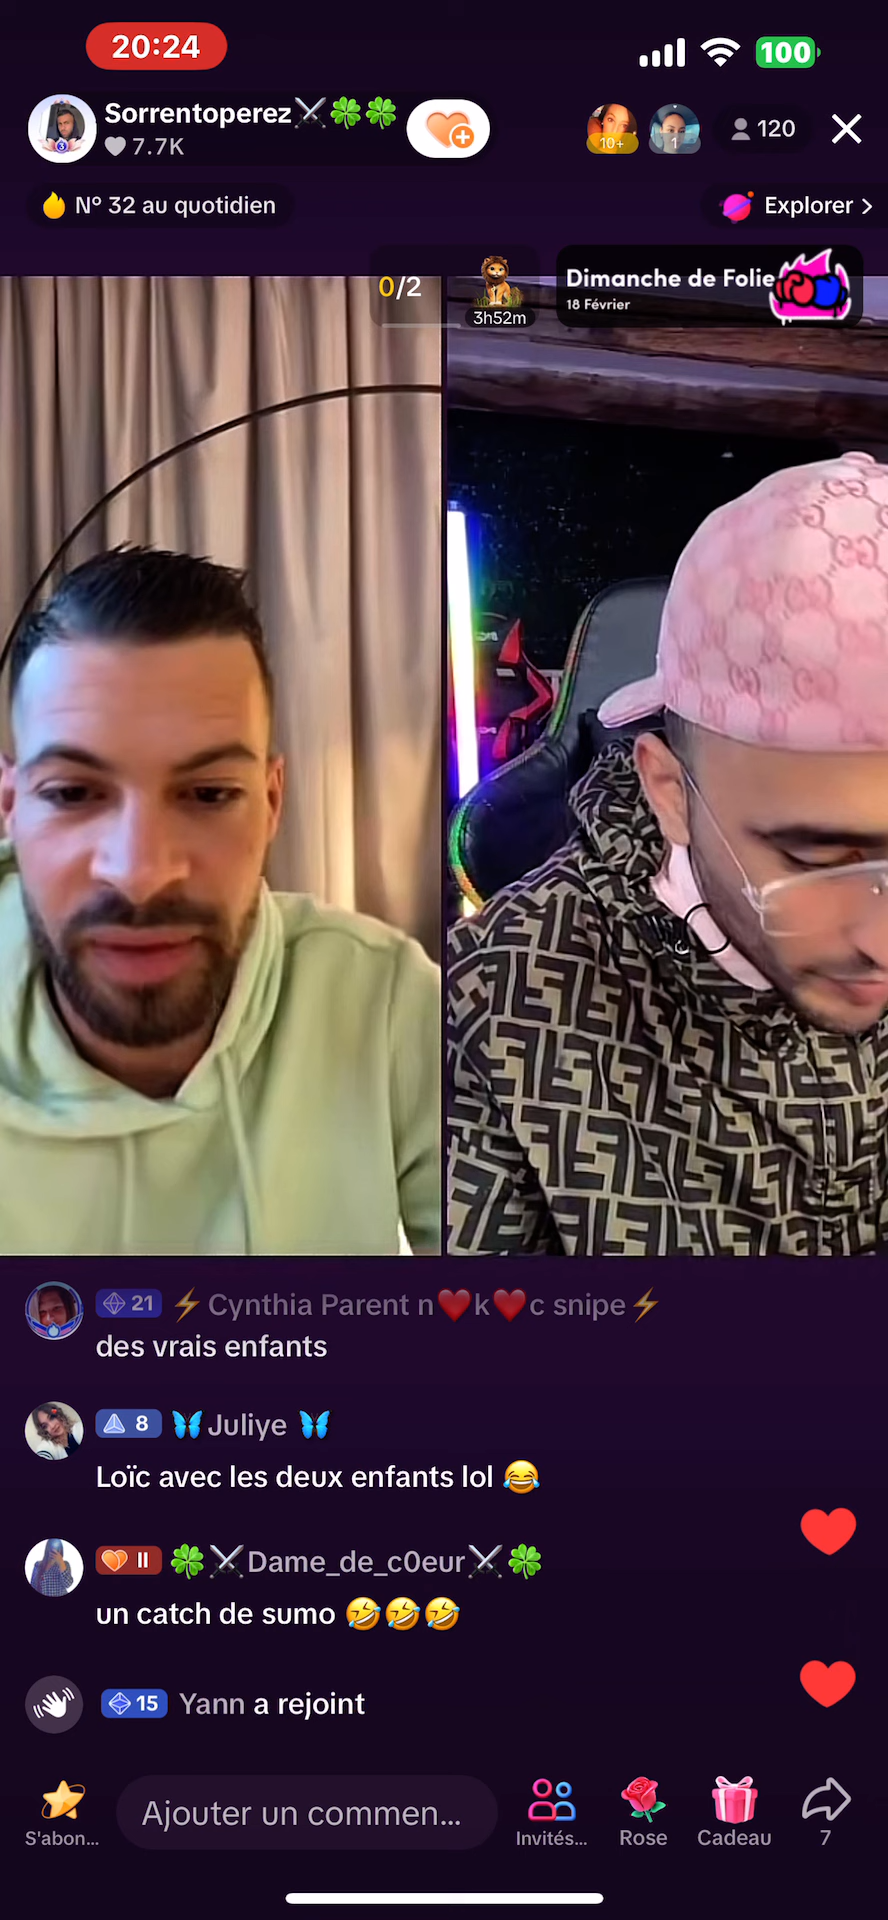 20:24
100
Sorrentoperez⚔️🍀🍀
7.7K
10+
1
120
N° 32 au quotidien
Explorer >
0/2
3h52m
Dimanche de Folie
18 Février
21 ⚡Cynthia Parent n❤️k❤️c snipe⚡
des vrais enfants
8 🦋Juliye 🦋
Loïc avec les deux enfants lol 😂
II 🍀⚔️Dame_de_c0eur⚔️🍀
un catch de sumo 🤣🤣🤣
15 Yann a rejoint
Ajouter un commen...
S'abon...
Invités...
Rose
Cadeau
7